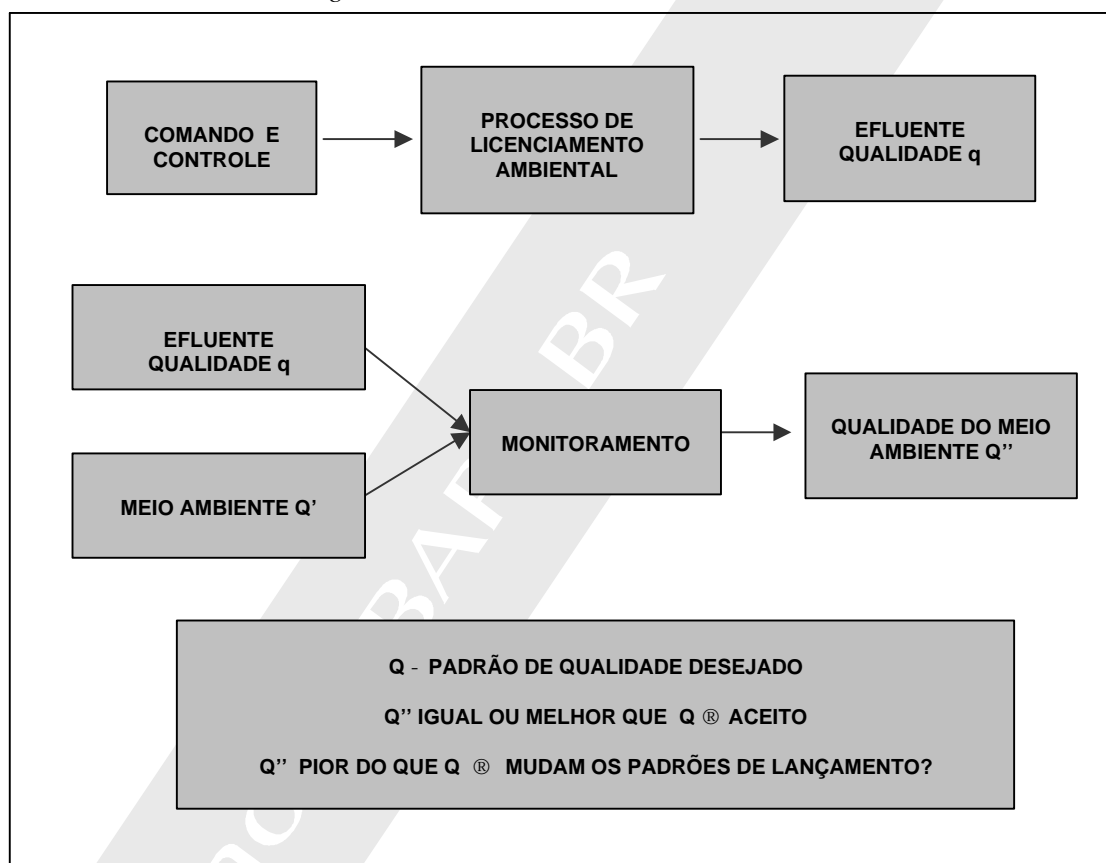 COMANDO E
CONTROLE
PROCESSO DE
LICENCIAMENTO
AMBIENTAL
EFLUENTE
QUALIDADE q
EFLUENTE
QUALIDADE q
MEIO AMBIENTE Q’
MONITORAMENTO
QUALIDADE DO MEIO
AMBIENTE Q’’
Q - PADRÃO DE QUALIDADE DESEJADO
Q’’ IGUAL OU MELHOR QUE Q ® ACEITO
Q’’ PIOR DO QUE Q ® MUDAM OS PADRÕES DE LANÇAMENTO?
BR